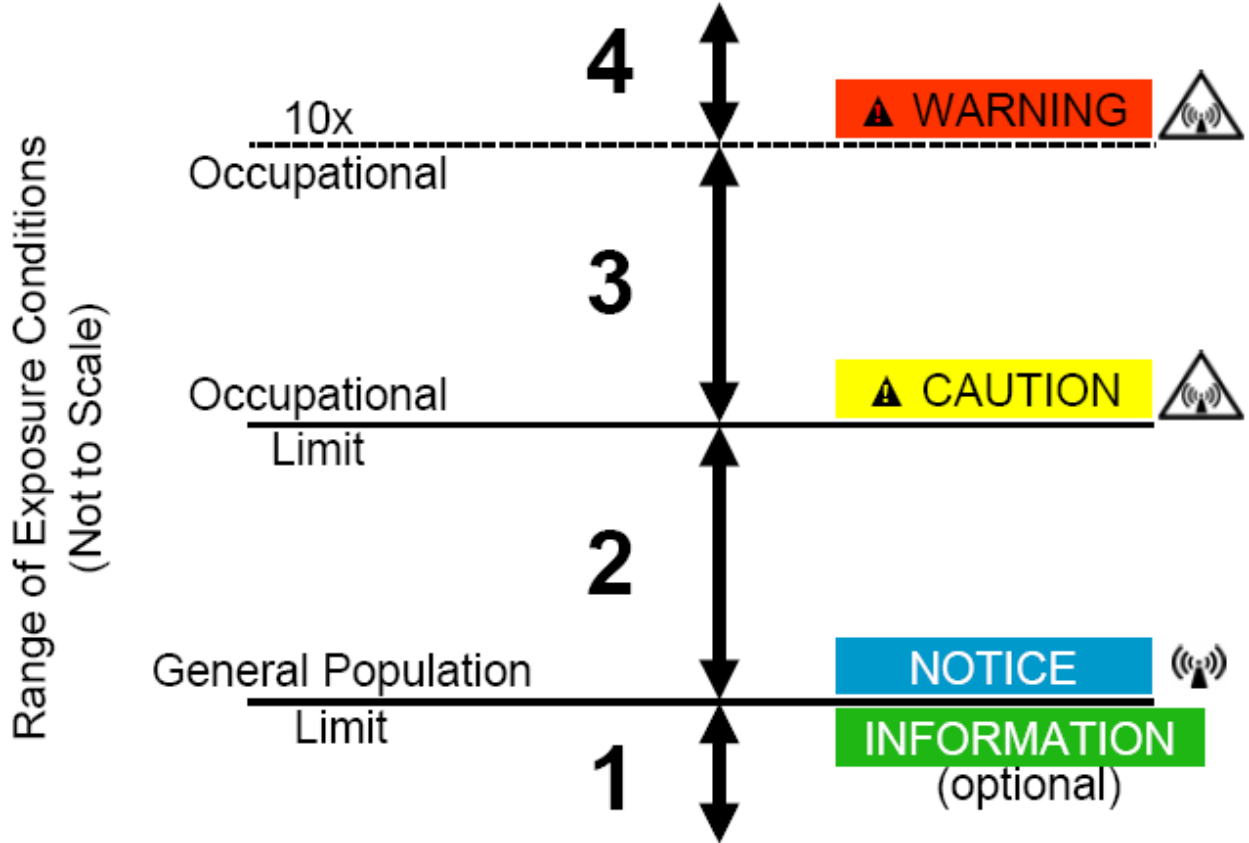 Range of Exposure Conditions
(Not to Scale)
4
WARNING
10x
Occupational
3
Occupational
Limit
CAUTION
2
General Population
Limit
NOTICE
INFORMATION
(optional)
1